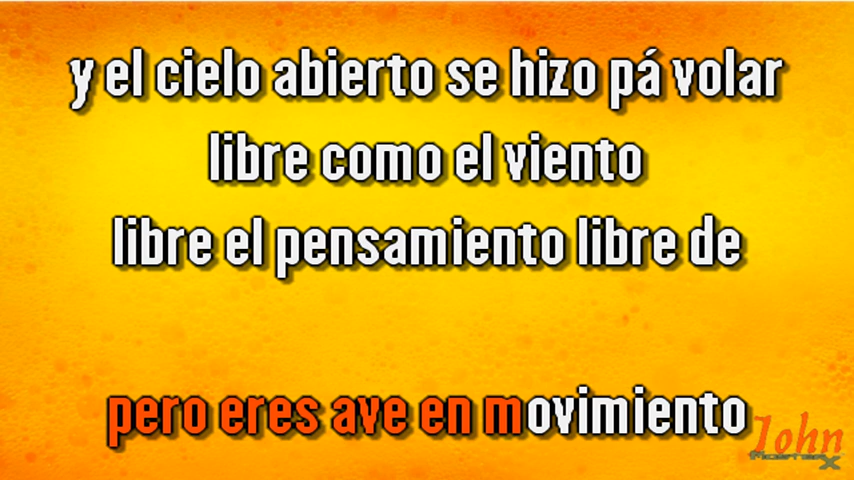 y el cielo abierto se hizo pá volar
libre como el viento
libre el pensamiento libre de
pero eres ave en movimiento
John